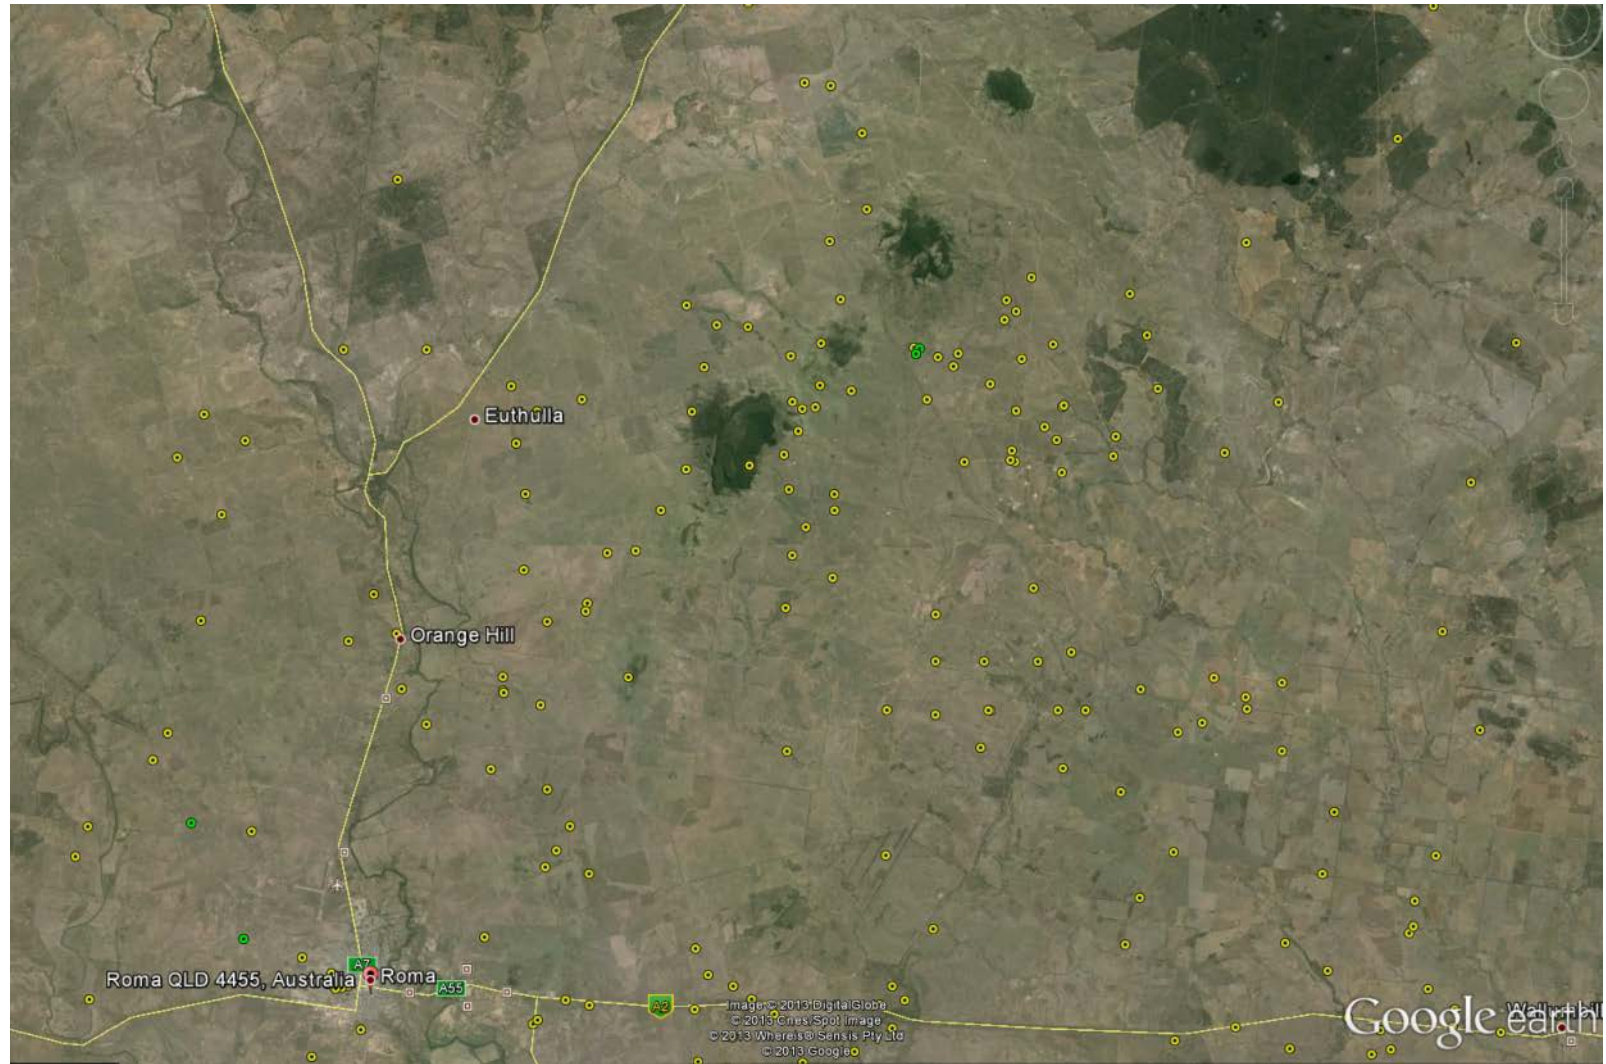 Euthulla
Orange Hill
A7
Roma QLD 4455, Australia
Roma
A55
A2
Image © 2013 DigitalGlobe
© 2013 Cnes/Spot Image
© 2013 Whereis® Sensis Pty Ltd
© 2013 Google
Google earth